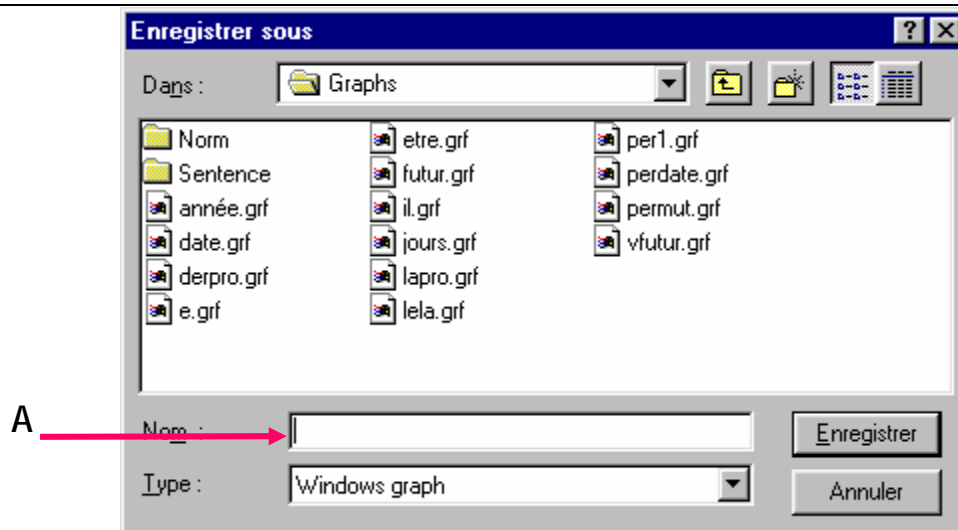 Enregistrer sous
Dans : Graphs
Norm etre.grf per1.grf
Sentence futur.grf perdate.grf
année.grf il.grf permut.grf
date.grf jours.grf vfutur.grf
derpro.grf lapro.grf
e.grf lela.grf
A Nom : Enregistrer
Type : Windows graph Annuler